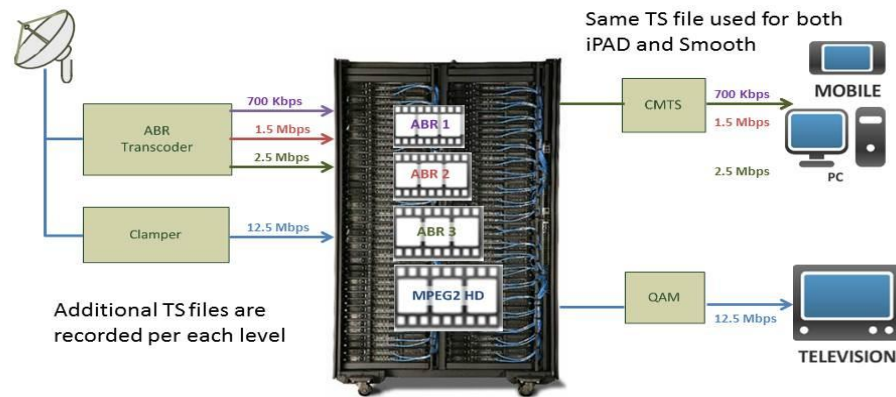 Same TS file used for both
iPAD and Smooth
ABR
Transcoder
700 Kbps
1.5 Mbps
2.5 Mbps
Clamper
12.5 Mbps
Additional TS files are
recorded per each level
ABR 1
ABR 2
ABR 3
MPEG2 HD
CMTS
700 Kbps
1.5 Mbps
2.5 Mbps
MOBILE
PC
QAM
12.5 Mbps
TELEVISION